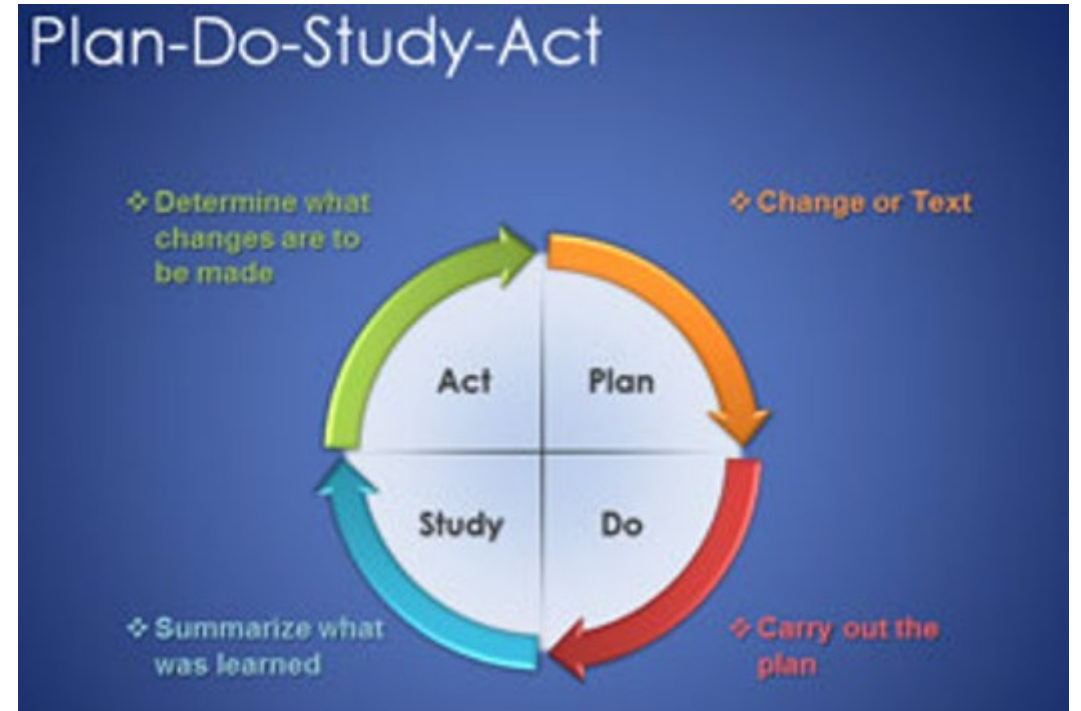 Plan-Do-Study-Act
❖ Determine what
changes are to
be made
❖ Change or Text
Act
Plan
Study
Do
❖ Summarize what
was learned
❖ Carry out the
plan